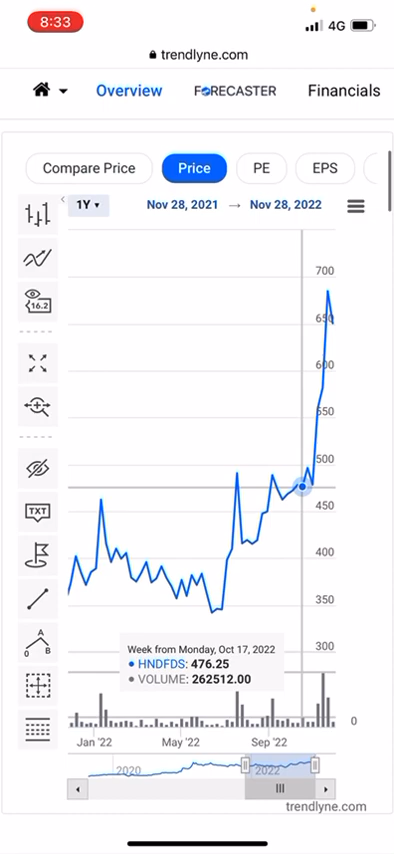 8:33
4G
trendlyne.com
Overview FORECASTER Financials
Compare Price Price PE EPS
1Y ▾ Nov 28, 2021 → Nov 28, 2022
16.2
TXT
A
0 B
700
650
600
550
500
450
400
350
300
0
Week from Monday, Oct 17, 2022
● HNDFDS: 476.25
● VOLUME: 262512.00
Jan '22 May '22 Sep '22
2020 2022
trendlyne.com